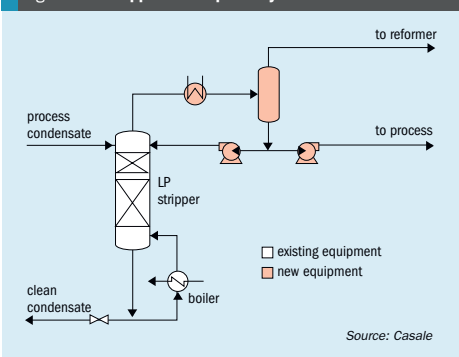 to reformer
process
condensate
to process
LP
stripper
existing equipment
new equipment
boiler
clean
condensate
Source: Casale